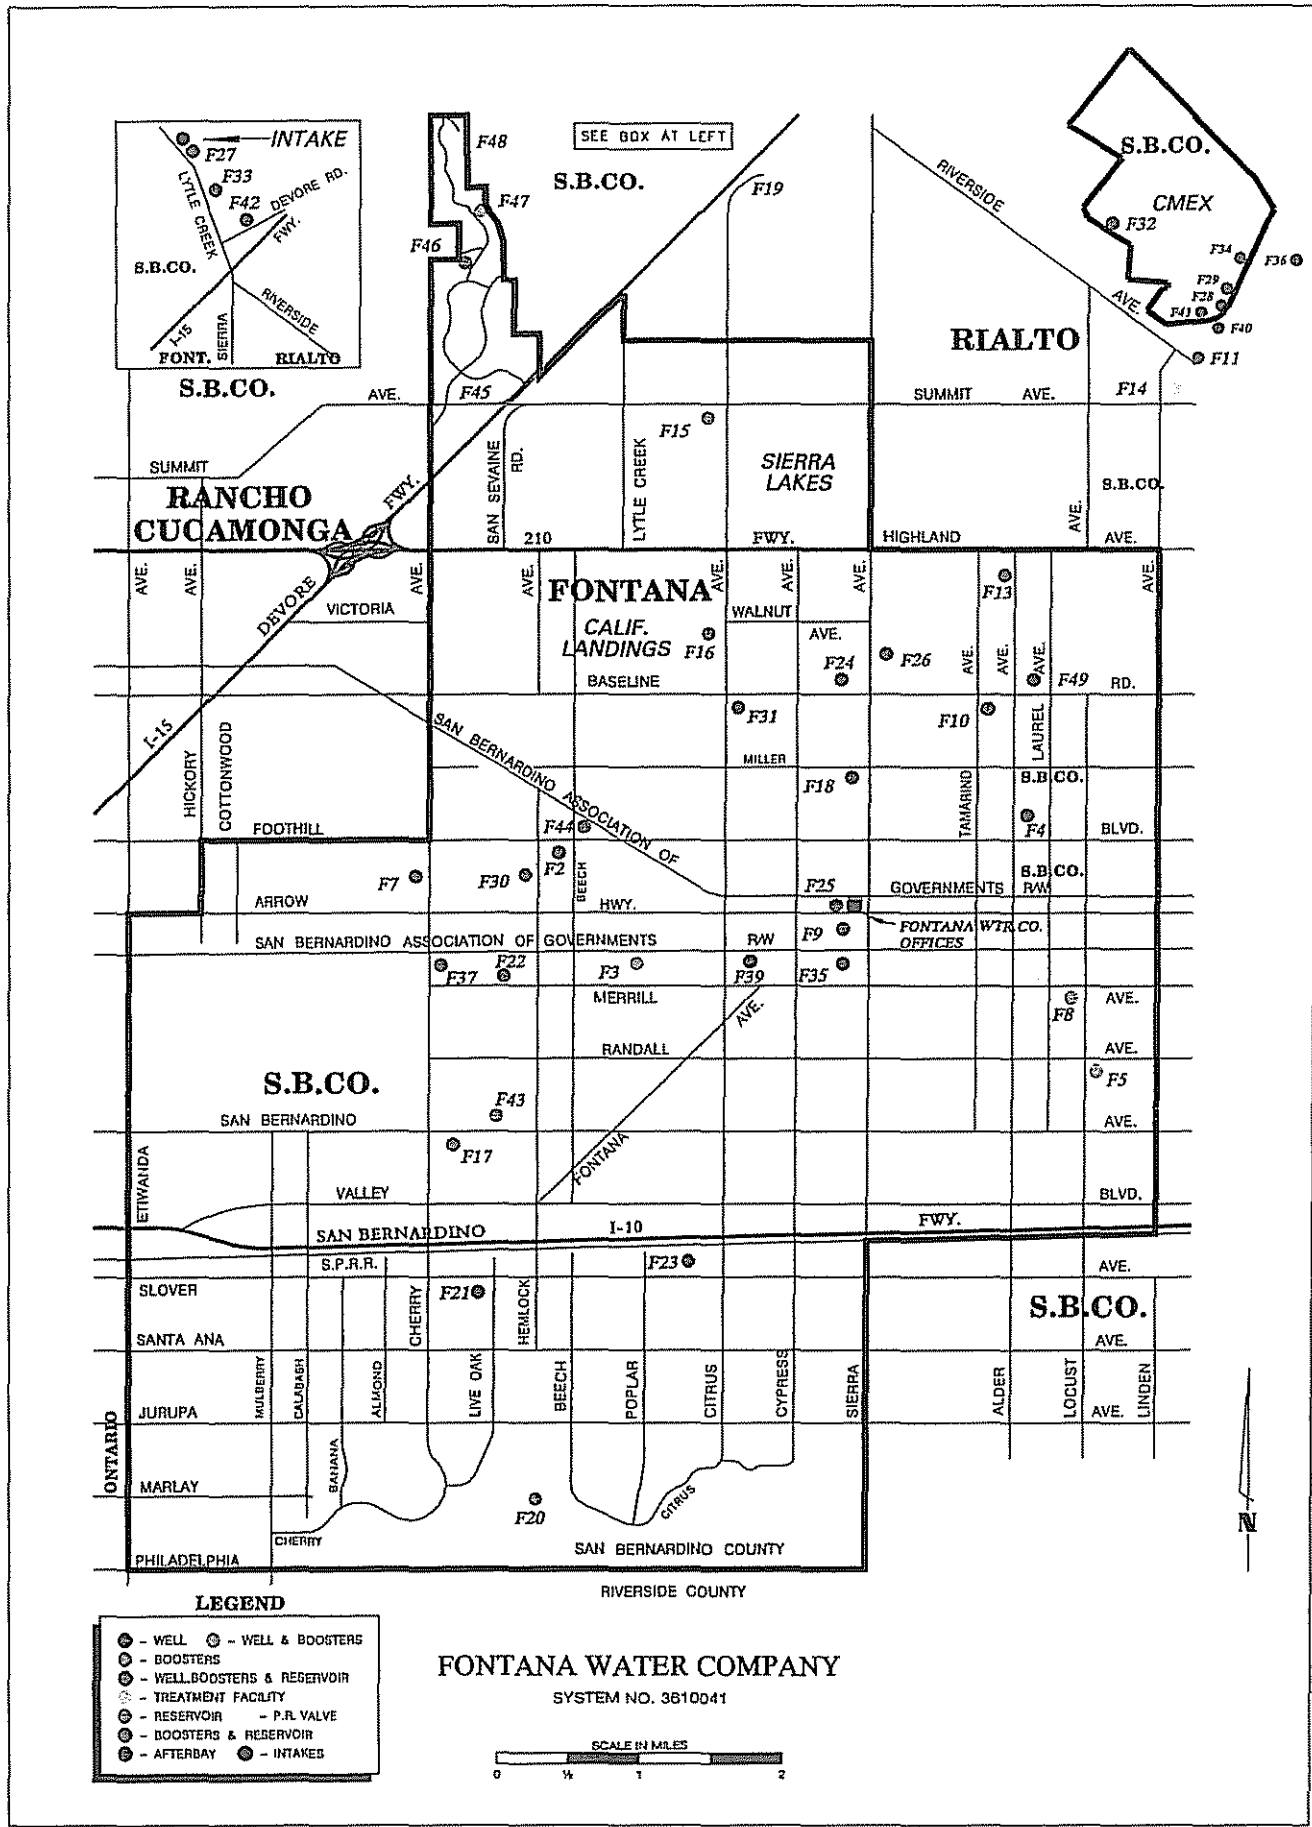 INTAKE
F27
F33
F42
DEVORE RD.
LYTLE CREEK
FWY.
S.B.CO.
RIVERSIDE
I-15
SIERRA
FONT.
RIALTO
S.B.CO.
F48
SEE BOX AT LEFT
S.B.CO.
F19
F47
F46
F45
RIVERSIDE
AVE.
S.B.CO.
CMEX
F32
F34
F36
F29
F28
F41
F40
F11
RIALTO
F14
AVE.
SUMMIT
AVE.
F15
SUMMIT
SAN SEVAINE
RD.
LYTLE CREEK
SIERRA
LAKES
S.B.CO.
AVE.
RANCHO
CUCAMONGA
FWY.
210
FWY.
HIGHLAND
AVE.
AVE.
AVE.
DEVORE
AVE.
AVE.
AVE.
AVE.
AVE.
AVE.
AVE.
FONTANA
F13
VICTORIA
WALNUT
AVE.
CALIF.
LANDINGS
F16
F24
F26
AVE.
AVE.
AVE.
BASELINE
F49
RD.
I-15
F31
F10
LAUREL
SAN BERNARDINO ASSOCIATION OF
MILLER
HICKORY
COTTONWOOD
F18
TAMARIND
S.B.CO.
F4
FOOTHILL
F44
BLVD.
F2
F7
F30
BEECH
S.B.CO.
F25
GOVERNMENTS
R/W
ARROW
HWY.
FONTANA WTR.CO.
OFFICES
SAN BERNARDINO ASSOCIATION OF GOVERNMENTS
R/W
F9
F37
F22
F3
F39
F35
MERRILL
AVE.
AVE.
F8
RANDALL
AVE.
S.B.CO.
F5
F43
SAN BERNARDINO
AVE.
F17
FONTANA
ETIWANDA
VALLEY
BLVD.
SAN BERNARDINO
I-10
FWY.
S.P.R.R.
F23
AVE.
SLOVER
F21
CHERRY
HEMLOCK
S.B.CO.
SANTA ANA
AVE.
MULBERRY
CALABASH
ALMOND
LIVE OAK
BEECH
POPLAR
CITRUS
CYPRESS
SIERRA
ALDER
LOCUST
LINDEN
JURUPA
AVE.
ONTARIO
BANANA
MARLAY
F20
CITRUS
CHERRY
SAN BERNARDINO COUNTY
PHILADELPHIA
RIVERSIDE COUNTY
N
LEGEND
- WELL - WELL & BOOSTERS
- BOOSTERS
- WELL,BOOSTERS & RESERVOIR
- TREATMENT FACILITY
- RESERVOIR - P.R. VALVE
- BOOSTERS & RESERVOIR
- AFTERBAY - INTAKES
FONTANA WATER COMPANY
SYSTEM NO. 3610041
SCALE IN MILES
0 ½ 1 2